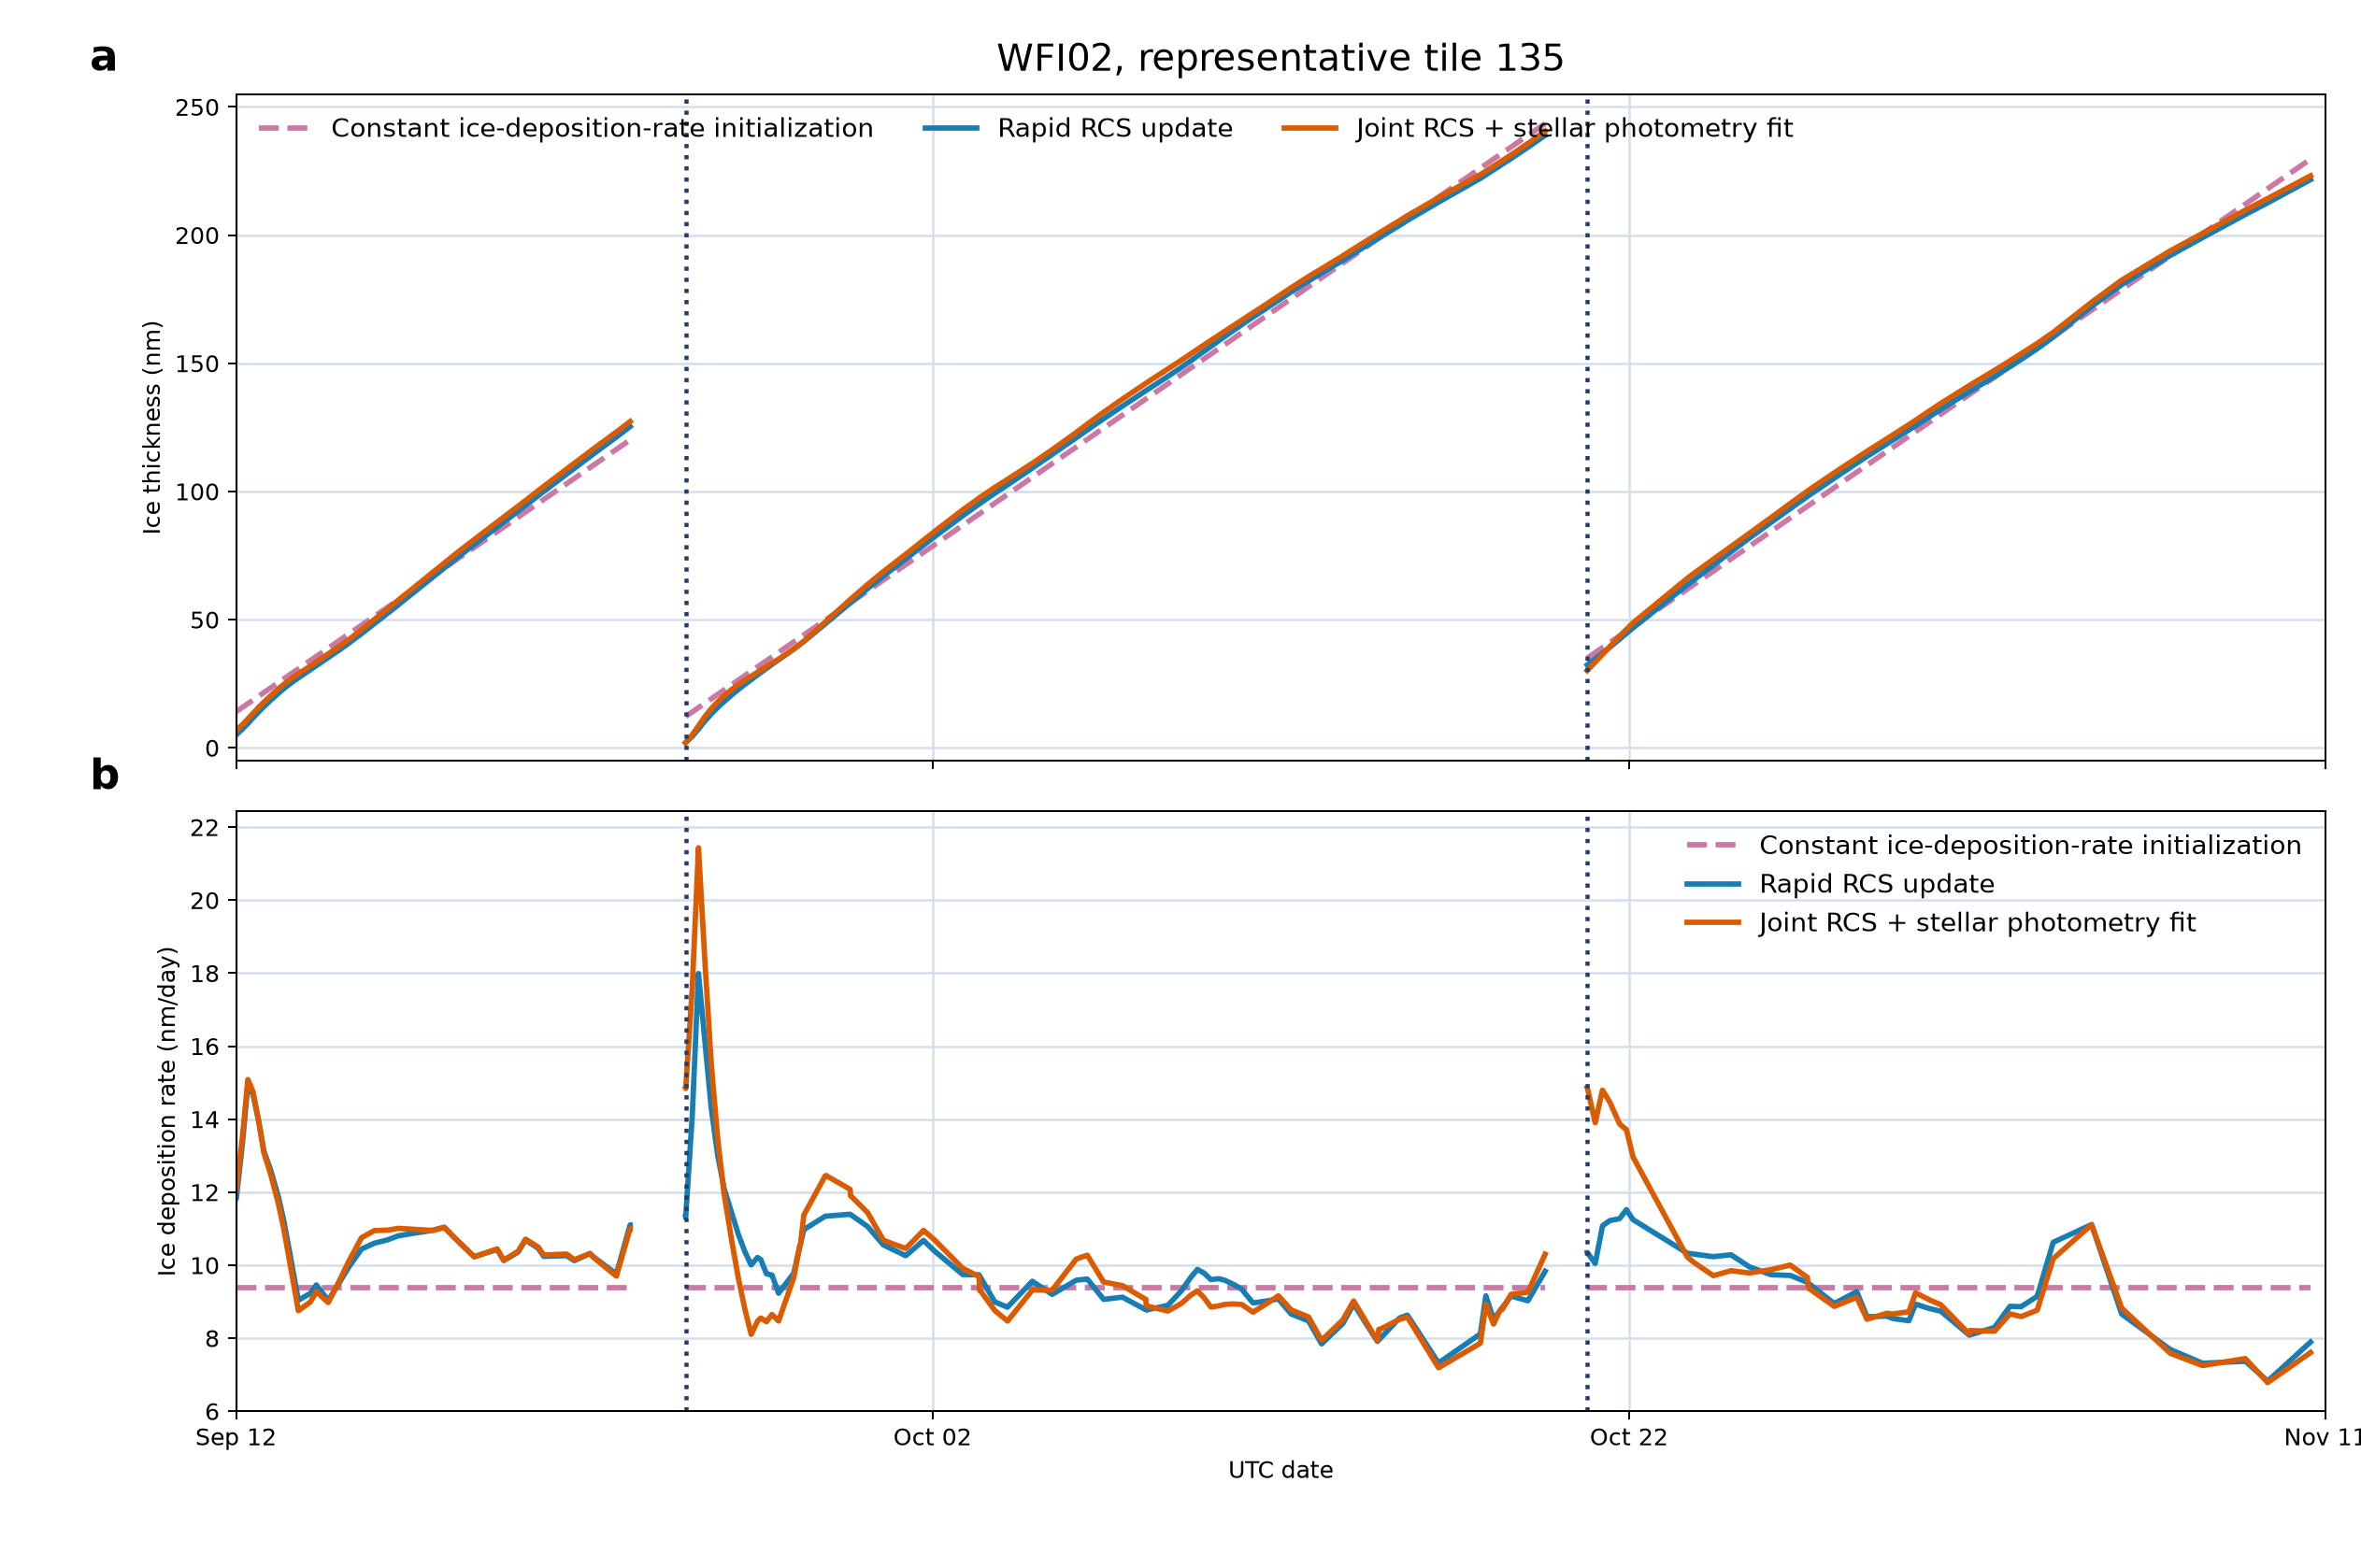 a
WFI02, representative tile 135
Constant ice-deposition-rate initialization
Rapid RCS update
Joint RCS + stellar photometry fit
250
200
150
100
50
0
Ice thickness (nm)
b
Constant ice-deposition-rate initialization
Rapid RCS update
Joint RCS + stellar photometry fit
22
20
18
16
14
12
10
8
6
Ice deposition rate (nm/day)
Sep 12
Oct 02
Oct 22
Nov 11
UTC date